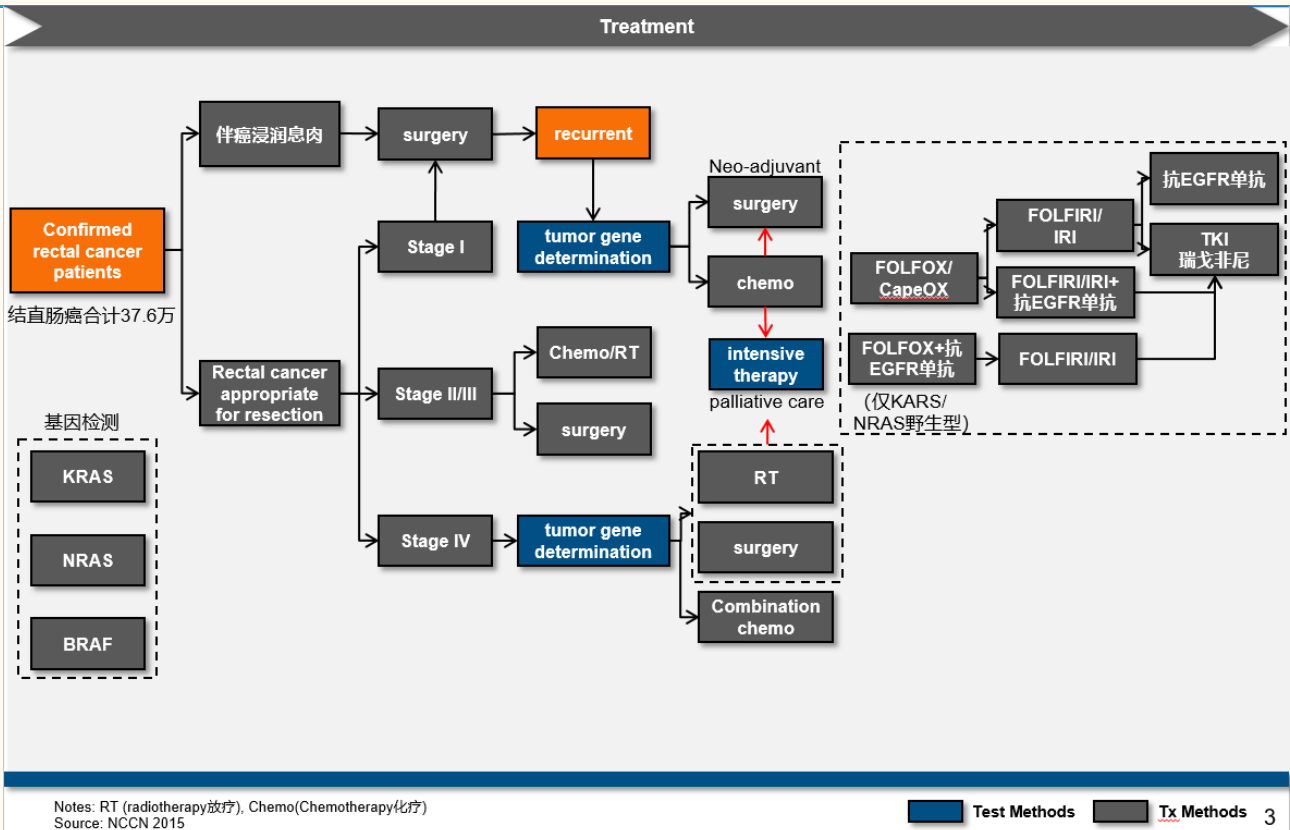 Treatment
伴癌浸润息肉
surgery
recurrent
Confirmed
rectal cancer
patients
结直肠癌合计37.6万
Stage I
tumor gene
determination
Neo-adjuvant
surgery
chemo
intensive
therapy
palliative care
Rectal cancer
appropriate
for resection
Stage II/III
Chemo/RT
surgery
Stage IV
tumor gene
determination
RT
surgery
Combination
chemo
FOLFOX/
CapeOX
FOLFIRI/
IRI
FOLFIRI/IRI+
抗EGFR单抗
抗EGFR单抗
TKI
瑞戈非尼
FOLFOX+抗
EGFR单抗
FOLFIRI/IRI
(仅KARS/
NRAS野生型)
基因检测
KRAS
NRAS
BRAF
Notes: RT (radiotherapy放疗), Chemo(Chemotherapy化疗)
Source: NCCN 2015
Test Methods
Tx Methods
3